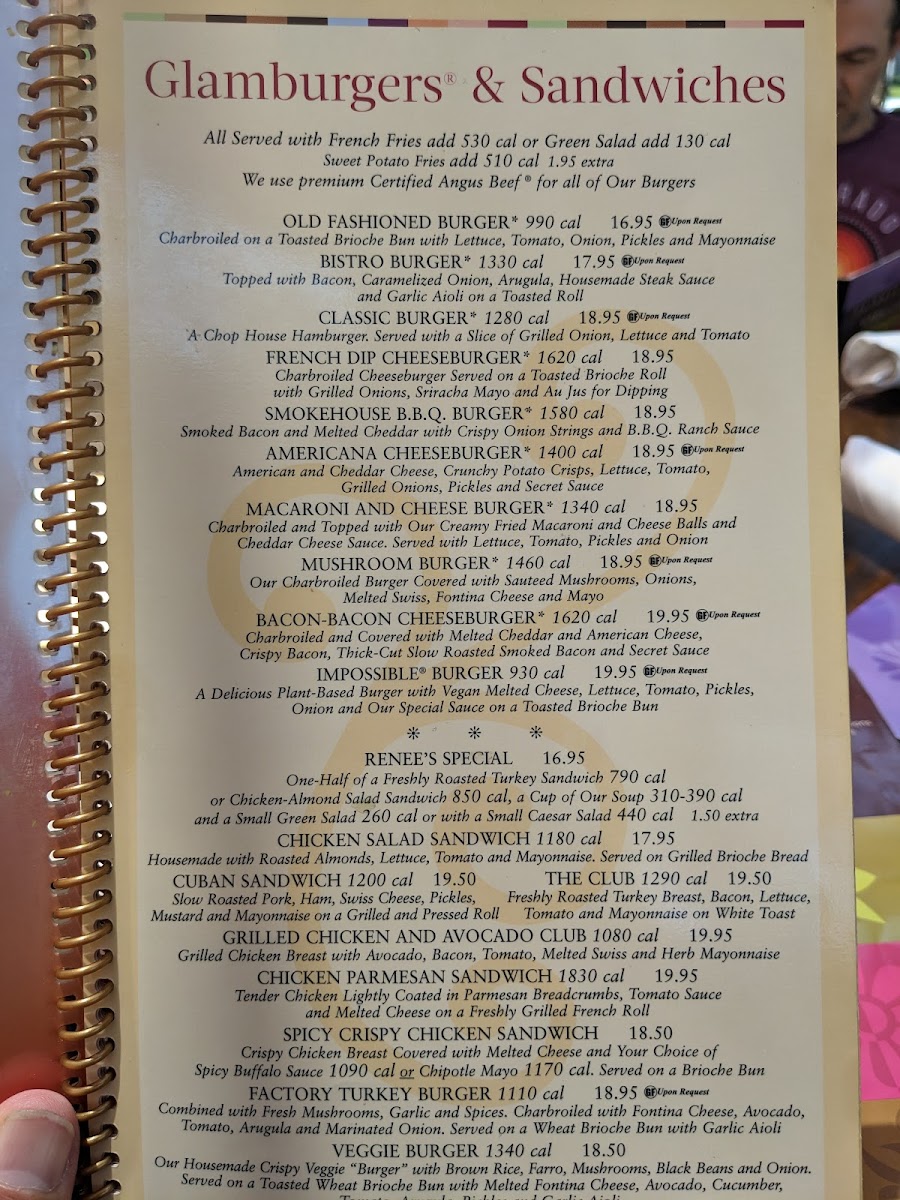 Glamburgers® & Sandwiches
All Served with French Fries add 530 cal or Green Salad add 130 cal
Sweet Potato Fries add 510 cal 1.95 extra
We use premium Certified Angus Beef® for all of Our Burgers
OLD FASHIONED BURGER* 990 cal 16.95 GF Upon Request
Charbroiled on a Toasted Brioche Bun with Lettuce, Tomato, Onion, Pickles and Mayonnaise
BISTRO BURGER* 1330 cal 17.95 GF Upon Request
Topped with Bacon, Caramelized Onion, Arugula, Housemade Steak Sauce
and Garlic Aioli on a Toasted Roll
CLASSIC BURGER* 1280 cal 18.95 GF Upon Request
A Chop House Hamburger. Served with a Slice of Grilled Onion, Lettuce and Tomato
FRENCH DIP CHEESEBURGER* 1620 cal 18.95
Charbroiled Cheeseburger Served on a Toasted Brioche Roll
with Grilled Onions, Sriracha Mayo and Au Jus for Dipping
SMOKEHOUSE B.B.Q. BURGER* 1580 cal 18.95
Smoked Bacon and Melted Cheddar with Crispy Onion Strings and B.B.Q. Ranch Sauce
AMERICANA CHEESEBURGER* 1400 cal 18.95 GF Upon Request
American and Cheddar Cheese, Crunchy Potato Crisps, Lettuce, Tomato,
Grilled Onions, Pickles and Secret Sauce
MACARONI AND CHEESE BURGER* 1340 cal 18.95
Charbroiled and Topped with Our Creamy Fried Macaroni and Cheese Balls and
Cheddar Cheese Sauce. Served with Lettuce, Tomato, Pickles and Onion
MUSHROOM BURGER* 1460 cal 18.95 GF Upon Request
Our Charbroiled Burger Covered with Sauteed Mushrooms, Onions,
Melted Swiss, Fontina Cheese and Mayo
BACON-BACON CHEESEBURGER* 1620 cal 19.95 GF Upon Request
Charbroiled and Covered with Melted Cheddar and American Cheese,
Crispy Bacon, Thick-Cut Slow Roasted Smoked Bacon and Secret Sauce
IMPOSSIBLE® BURGER 930 cal 19.95 GF Upon Request
A Delicious Plant-Based Burger with Vegan Melted Cheese, Lettuce, Tomato, Pickles,
Onion and Our Special Sauce on a Toasted Brioche Bun
RENEE'S SPECIAL 16.95
One-Half of a Freshly Roasted Turkey Sandwich 790 cal
or Chicken-Almond Salad Sandwich 850 cal, a Cup of Our Soup 310-390 cal
and a Small Green Salad 260 cal or with a Small Caesar Salad 440 cal 1.50 extra
CHICKEN SALAD SANDWICH 1180 cal 17.95
Housemade with Roasted Almonds, Lettuce, Tomato and Mayonnaise. Served on Grilled Brioche Bread
CUBAN SANDWICH 1200 cal 19.50
Slow Roasted Pork, Ham, Swiss Cheese, Pickles,
Mustard and Mayonnaise on a Grilled and Pressed Roll
THE CLUB 1290 cal 19.50
Freshly Roasted Turkey Breast, Bacon, Lettuce,
Tomato and Mayonnaise on White Toast
GRILLED CHICKEN AND AVOCADO CLUB 1080 cal 19.95
Grilled Chicken Breast with Avocado, Bacon, Tomato, Melted Swiss and Herb Mayonnaise
CHICKEN PARMESAN SANDWICH 1830 cal 19.95
Tender Chicken Lightly Coated in Parmesan Breadcrumbs, Tomato Sauce
and Melted Cheese on a Freshly Grilled French Roll
SPICY CRISPY CHICKEN SANDWICH 18.50
Crispy Chicken Breast Covered with Melted Cheese and Your Choice of
Spicy Buffalo Sauce 1090 cal or Chipotle Mayo 1170 cal. Served on a Brioche Bun
FACTORY TURKEY BURGER 1110 cal 18.95 GF Upon Request
Combined with Fresh Mushrooms, Garlic and Spices. Charbroiled with Fontina Cheese, Avocado,
Tomato, Arugula and Marinated Onion. Served on a Wheat Brioche Bun with Garlic Aioli
VEGGIE BURGER 1340 cal 18.50
Our Housemade Crispy Veggie "Burger" with Brown Rice, Farro, Mushrooms, Black Beans and Onion.
Served on a Toasted Wheat Brioche Bun with Melted Fontina Cheese, Avocado, Cucumber,
Tomato, Arugula, Pickles and Garlic Aioli